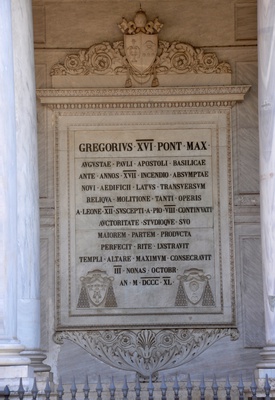 GREGORIVS · XVI · PONT · MAX ·
AVGVSTAE · PAVLI · APOSTOLI · BASILICAE
ANTE · ANNOS · XVII · INCENDIO · ABSVMPTAE
NOVI · AEDIFICII · LATVS · TRANSVERSVM
RELIQVA · MOLITIONE · TANTI · OPERIS
A · LEONE · XII · SVSCEPTI · A · PIO · VIII · CONTINVATI
AVCTORITATE · STVDIOQVE · SVO
MAIOREM · PARTEM · PRODVCTA
PERFECIT · RITE · LVSTRAVIT
TEMPLI · ALTARE · MAXIMVM · CONSECRAVIT
III · NONAS · OCTOBR
AN · M · DCCC · XL ·